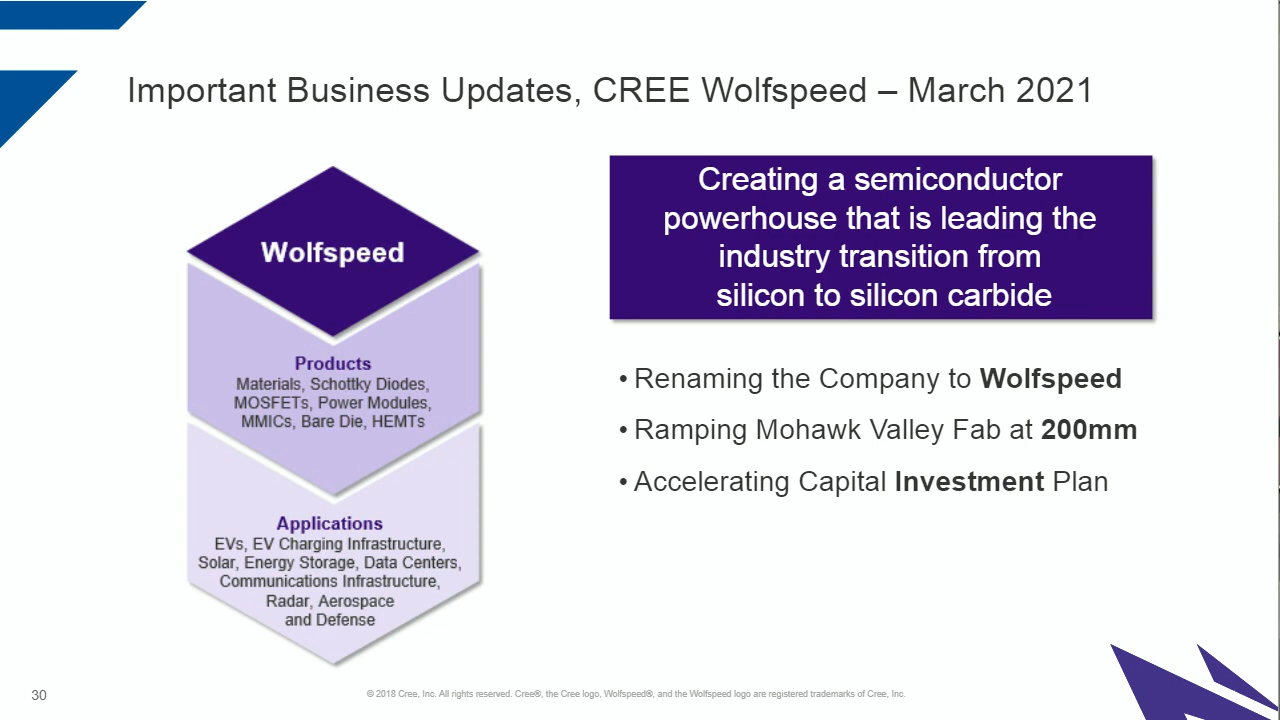 Important Business Updates, CREE Wolfspeed – March 2021
Wolfspeed
Products
Materials, Schottky Diodes,
MOSFETs, Power Modules,
MMICs, Bare Die, HEMTs
Applications
EVs, EV Charging Infrastructure,
Solar, Energy Storage, Data Centers,
Communications Infrastructure,
Radar, Aerospace
and Defense
Creating a semiconductor
powerhouse that is leading the
industry transition from
silicon to silicon carbide
• Renaming the Company to Wolfspeed
• Ramping Mohawk Valley Fab at 200mm
• Accelerating Capital Investment Plan
30
© 2018 Cree, Inc. All rights reserved. Cree®, the Cree logo, Wolfspeed®, and the Wolfspeed logo are registered trademarks of Cree, Inc.